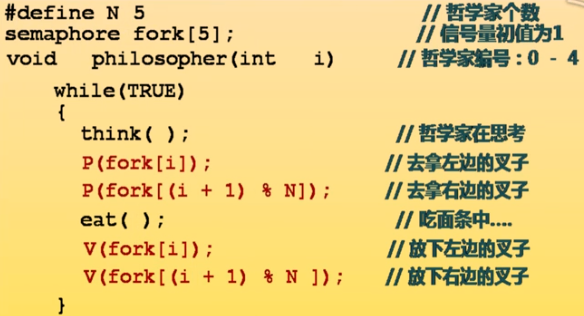 #define N 5 // 哲学家个数
semaphore fork[5]; // 信号量初值为1
void philosopher(int i) // 哲学家编号：0 - 4
while(TRUE)
{
think( ); // 哲学家在思考
P(fork[i]); // 去拿左边的叉子
P(fork[(i + 1) % N]); // 去拿右边的叉子
eat( ); // 吃面条中....
V(fork[i]); // 放下左边的叉子
V(fork[(i + 1) % N ]); // 放下右边的叉子
}